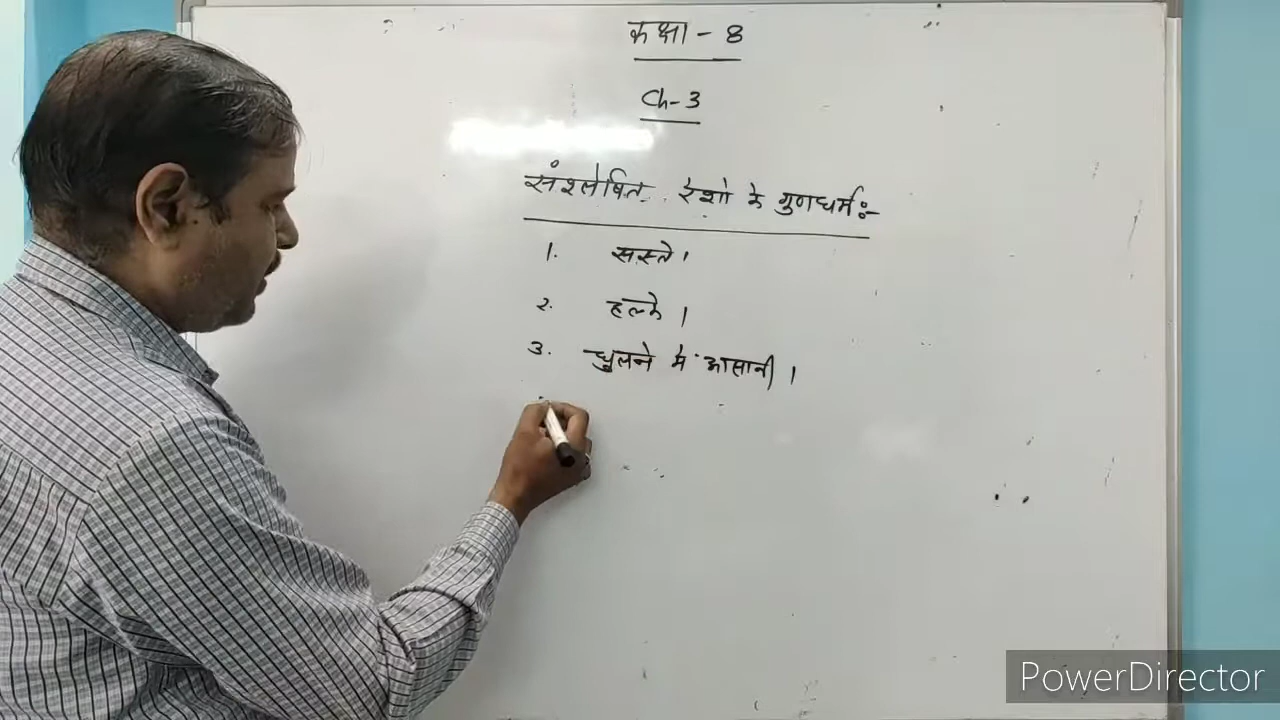 कक्षा - 8
Ch-3
संश्लेषित रेशो के गुणधर्म :-
1. सस्ते।
2. हल्के।
3. धुलने में आसानी।
PowerDirector